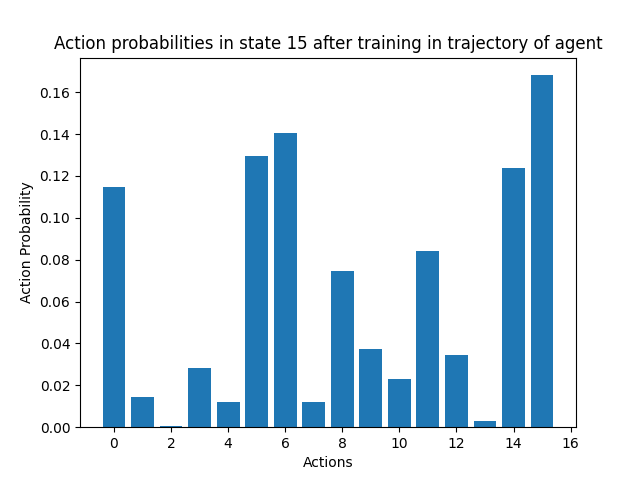 Action probabilities in state 15 after training in trajectory of agent
0.16
0.14
0.12
0.10
0.08
0.06
0.04
0.02
0.00
Action Probability
0 2 4 6 8 10 12 14 16
Actions